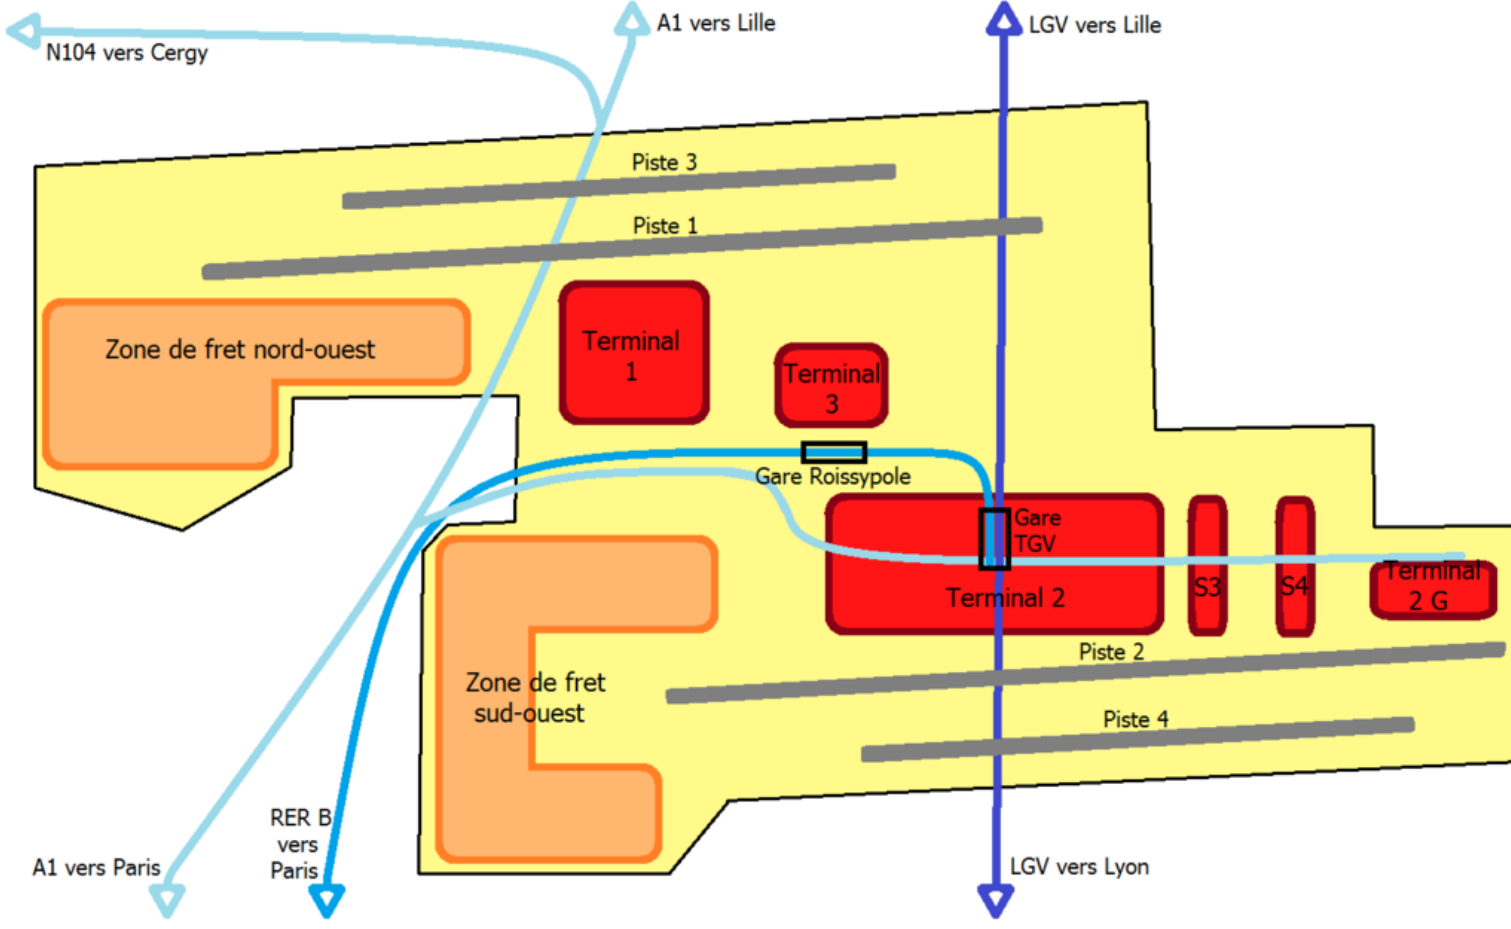 A1 vers Lille
LGV vers Lille
N104 vers Cergy
Piste 3
Piste 1
Zone de fret nord-ouest
Terminal
1
Terminal
3
Gare Roissypole
Gare
TGV
Terminal 2
S3
S4
Terminal
2 G
Piste 2
Zone de fret
sud-ouest
Piste 4
RER B
vers
Paris
A1 vers Paris
LGV vers Lyon